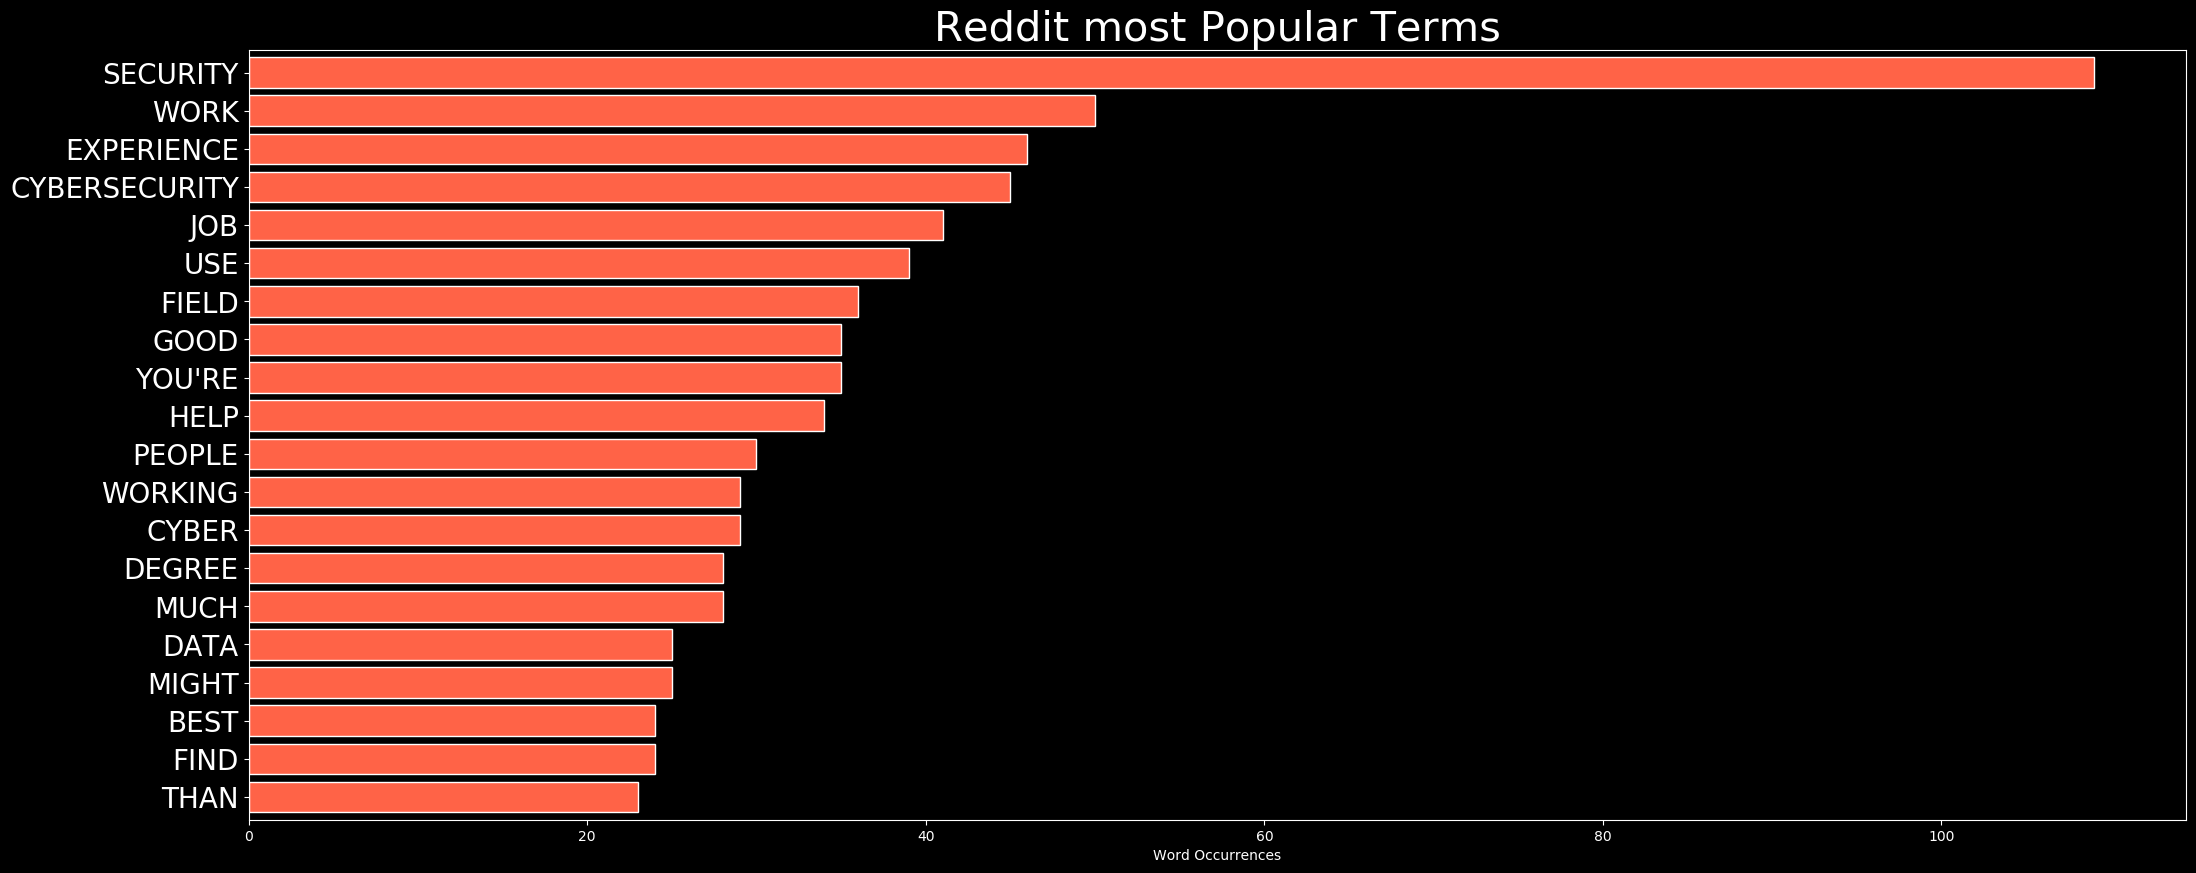 Reddit most Popular Terms
SECURITY
WORK
EXPERIENCE
CYBERSECURITY
JOB
USE
FIELD
GOOD
YOU'RE
HELP
PEOPLE
WORKING
CYBER
DEGREE
MUCH
DATA
MIGHT
BEST
FIND
THAN
0 20 40 60 80 100
Word Occurrences